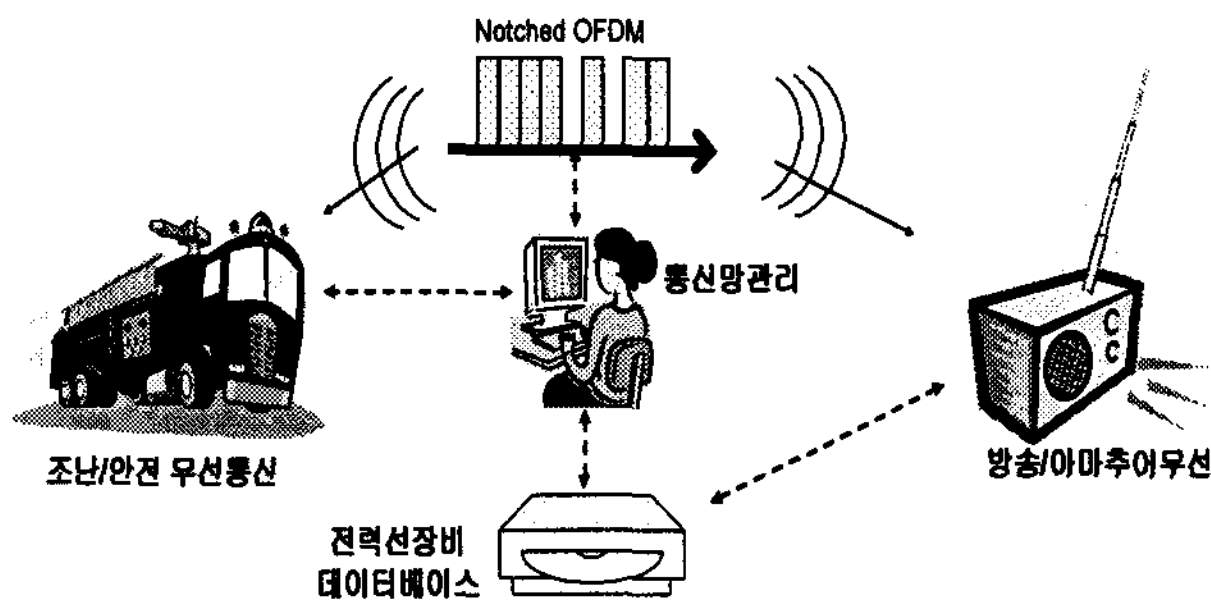 Notched OFDM
통신망관리
조난/안전 무선통신
방송/아마추어무선
전력선장비
데이터베이스